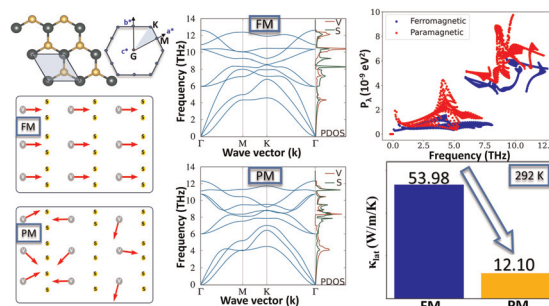 b*
K
a*
M
c*
G
FM
S S S
S S S
S S S
S S S
PM
S S S
S S S
S S S
S S S
FM
V
S
Frequency (THz)
14
12
10
8
6
4
2
0
Γ M K Γ
PDOS
Wave vector (k)
PM
V
S
Frequency (THz)
14
12
10
8
6
4
2
0
Γ M K Γ
PDOS
Wave vector (k)
Ferromagnetic
Paramagnetic
P_λ (10⁻⁹ eV²)
10
8
6
4
2
0
0.0 2.5 5.0 7.5 10.0 12.5
Frequency (THz)
292 K
53.98
12.10
κ_lat (W/m/K)
FM PM